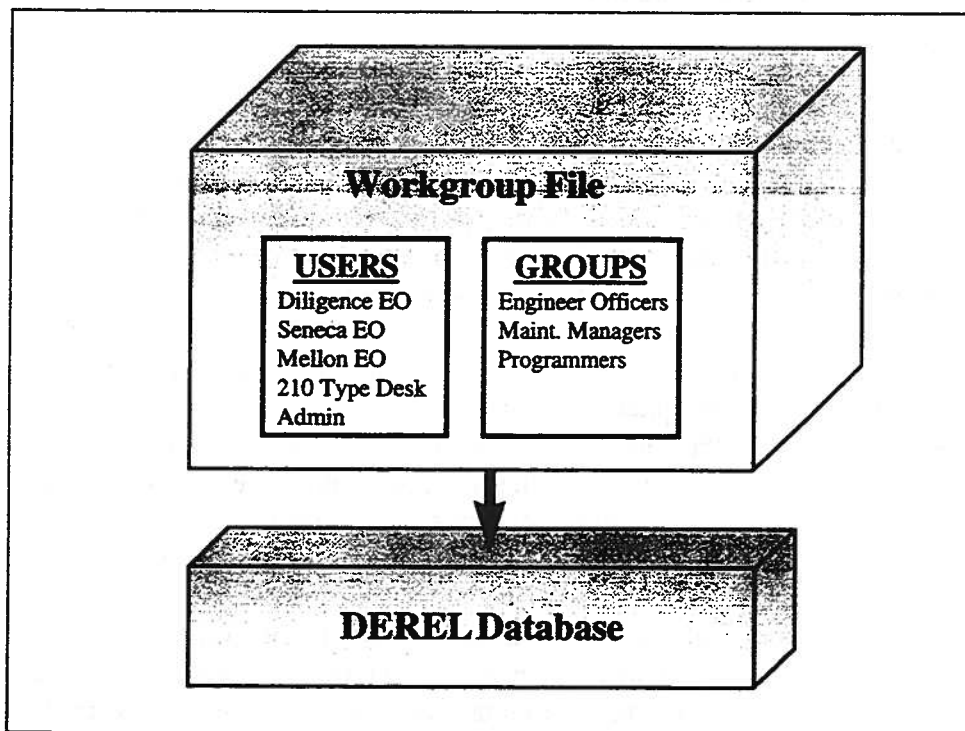 Workgroup File
USERS
Diligence EO
Seneca EO
Mellon EO
210 Type Desk
Admin
GROUPS
Engineer Officers
Maint. Managers
Programmers
DEREL Database